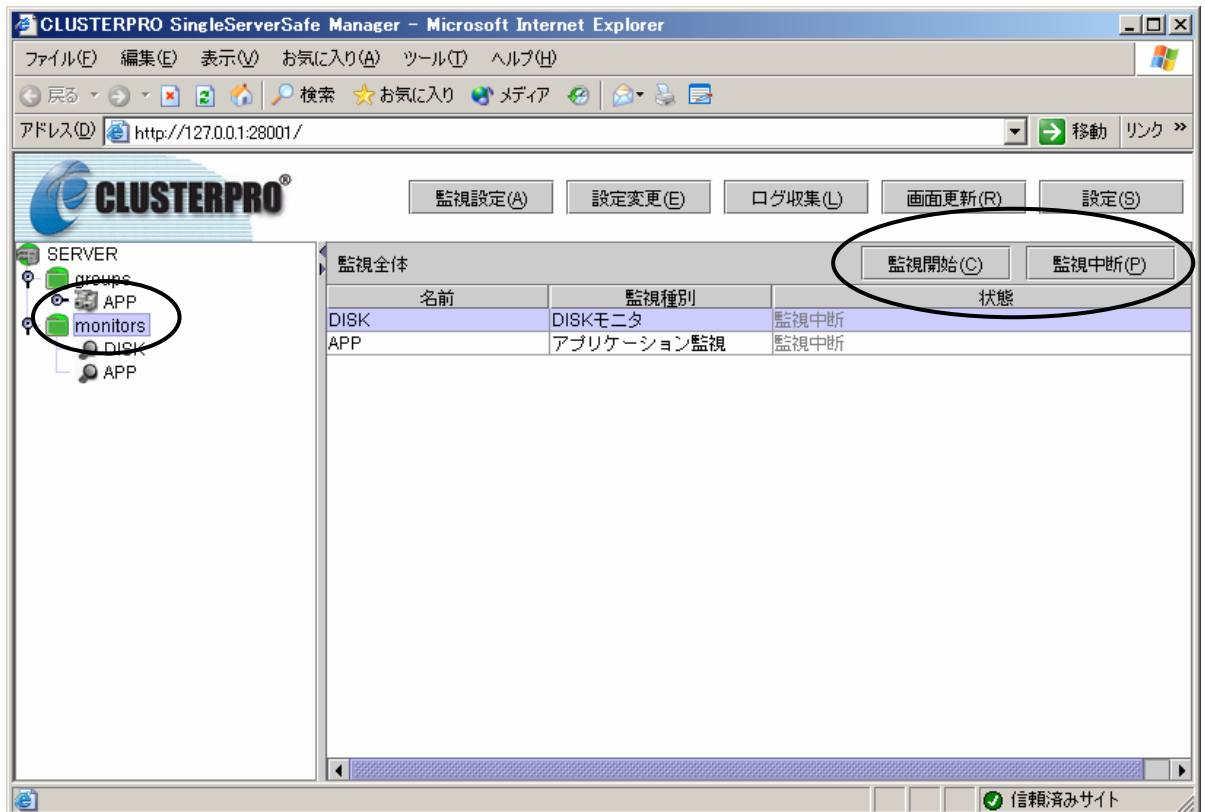 CLUSTERPRO SingleServerSafe Manager - Microsoft Internet Explorer
ファイル(F) 編集(E) 表示(V) お気に入り(A) ツール(T) ヘルプ(H)
戻る 検索 お気に入り メディア
アドレス(D) http://127.0.0.1:28001/ 移動 リンク »
CLUSTERPRO® 監視設定(A) 設定変更(E) ログ収集(L) 画面更新(R) 設定(S)
SERVER
groups
APP
monitors
DISK
APP
監視全体 監視開始(C) 監視中断(P)
名前 監視種別 状態
DISK DISKモニタ 監視中断
APP アプリケーション監視 監視中断
信頼済みサイト